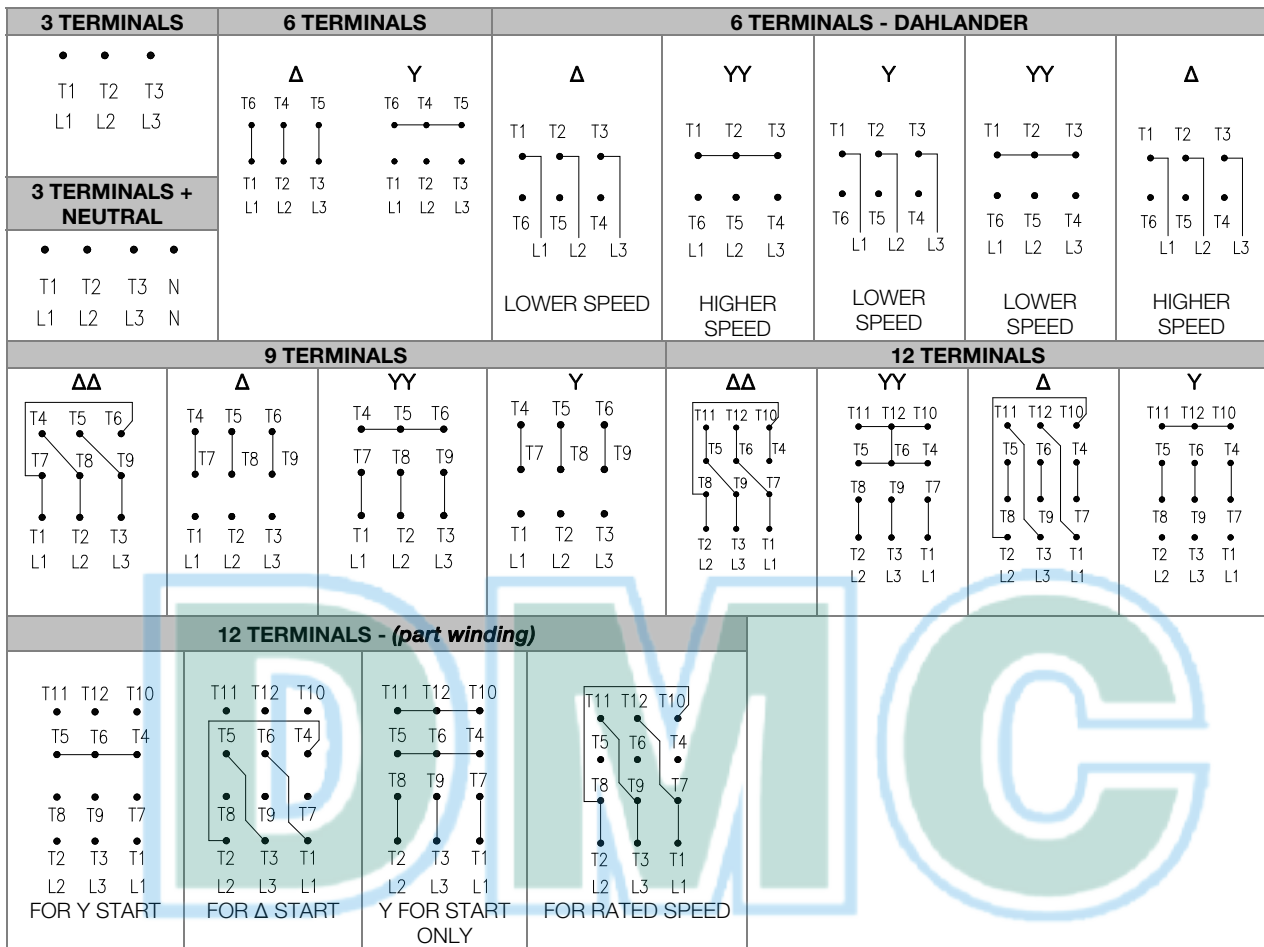 3 TERMINALS
T1 T2 T3
L1 L2 L3
3 TERMINALS +
NEUTRAL
T1 T2 T3 N
L1 L2 L3 N
6 TERMINALS
Δ
T6 T4 T5
T1 T2 T3
L1 L2 L3
Y
T6 T4 T5
T1 T2 T3
L1 L2 L3
6 TERMINALS - DAHLANDER
Δ
T1 T2 T3
T6 T5 T4
L1 L2 L3
LOWER SPEED
YY
T1 T2 T3
T6 T5 T4
L1 L2 L3
HIGHER
SPEED
Y
T1 T2 T3
T6 T5 T4
L1 L2 L3
LOWER
SPEED
YY
T1 T2 T3
T6 T5 T4
L1 L2 L3
LOWER
SPEED
Δ
T1 T2 T3
T6 T5 T4
L1 L2 L3
HIGHER
SPEED
9 TERMINALS
ΔΔ
T4 T5 T6
T7 T8 T9
T1 T2 T3
L1 L2 L3
Δ
T4 T5 T6
T7 T8 T9
T1 T2 T3
L1 L2 L3
YY
T4 T5 T6
T7 T8 T9
T1 T2 T3
L1 L2 L3
Y
T4 T5 T6
T7 T8 T9
T1 T2 T3
L1 L2 L3
12 TERMINALS
ΔΔ
T11 T12 T10
T5 T6 T4
T8 T9 T7
T2 T3 T1
L2 L3 L1
YY
T11 T12 T10
T5 T6 T4
T8 T9 T7
T2 T3 T1
L2 L3 L1
Δ
T11 T12 T10
T5 T6 T4
T8 T9 T7
T2 T3 T1
L2 L3 L1
Y
T11 T12 T10
T5 T6 T4
T8 T9 T7
T2 T3 T1
L2 L3 L1
12 TERMINALS - (part winding)
T11 T12 T10
T5 T6 T4
T8 T9 T7
T2 T3 T1
L2 L3 L1
FOR Y START
T11 T12 T10
T5 T6 T4
T8 T9 T7
T2 T3 T1
L2 L3 L1
FOR Δ START
T11 T12 T10
T5 T6 T4
T8 T9 T7
T2 T3 T1
L2 L3 L1
Y FOR START
ONLY
T11 T12 T10
T5 T6 T4
T8 T9 T7
T2 T3 T1
L2 L3 L1
FOR RATED SPEED
DMC